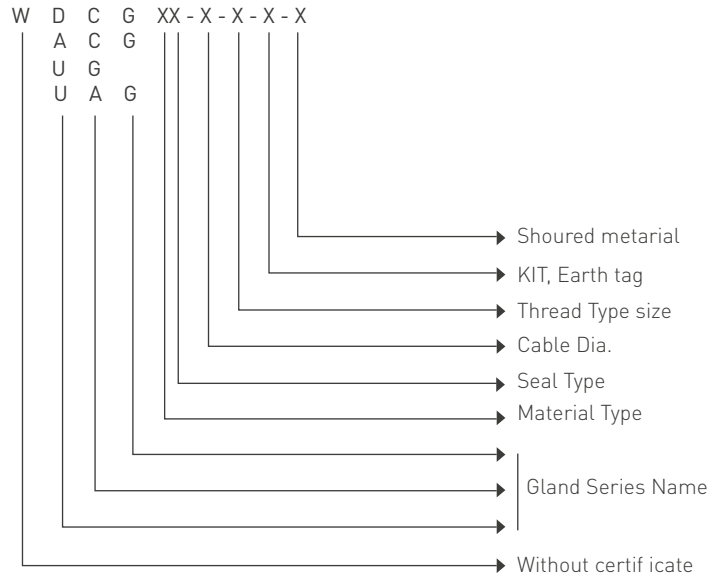 W D C G XX - X - X - X - X
A C G
U G
U A G
Shoured metarial
KIT, Earth tag
Thread Type size
Cable Dia.
Seal Type
Material Type
Gland Series Name
Without certif icate